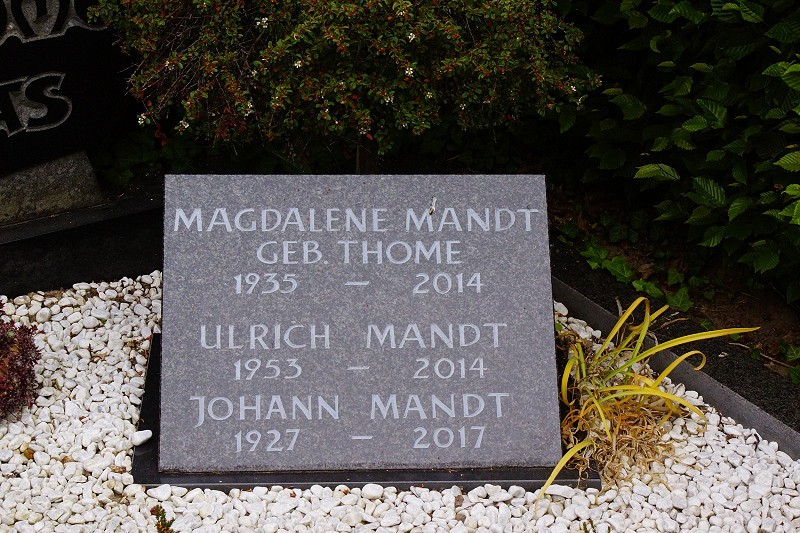 MAGDALENE MANDT
GEB. THOME
1935 – 2014
ULRICH MANDT
1953 – 2014
JOHANN MANDT
1927 – 2017